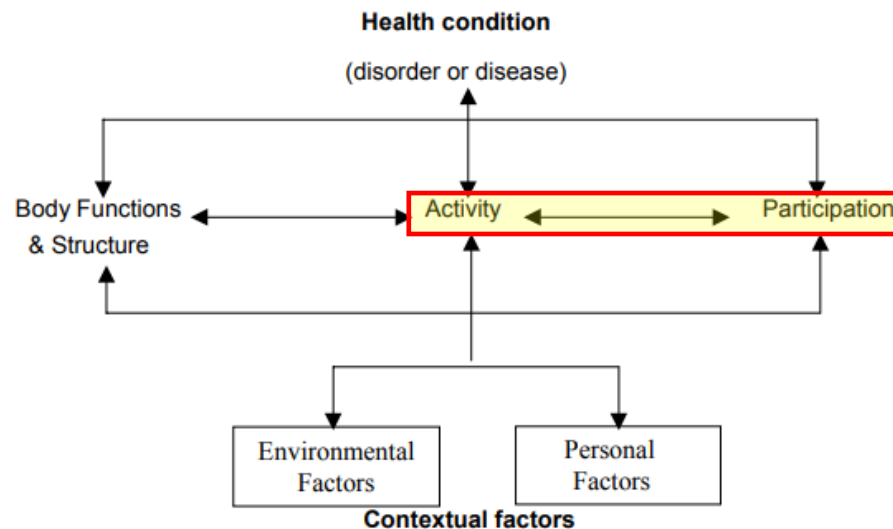 Health condition
(disorder or disease)
Body Functions
& Structure
Activity
Participation
Environmental
Factors
Personal
Factors
Contextual factors